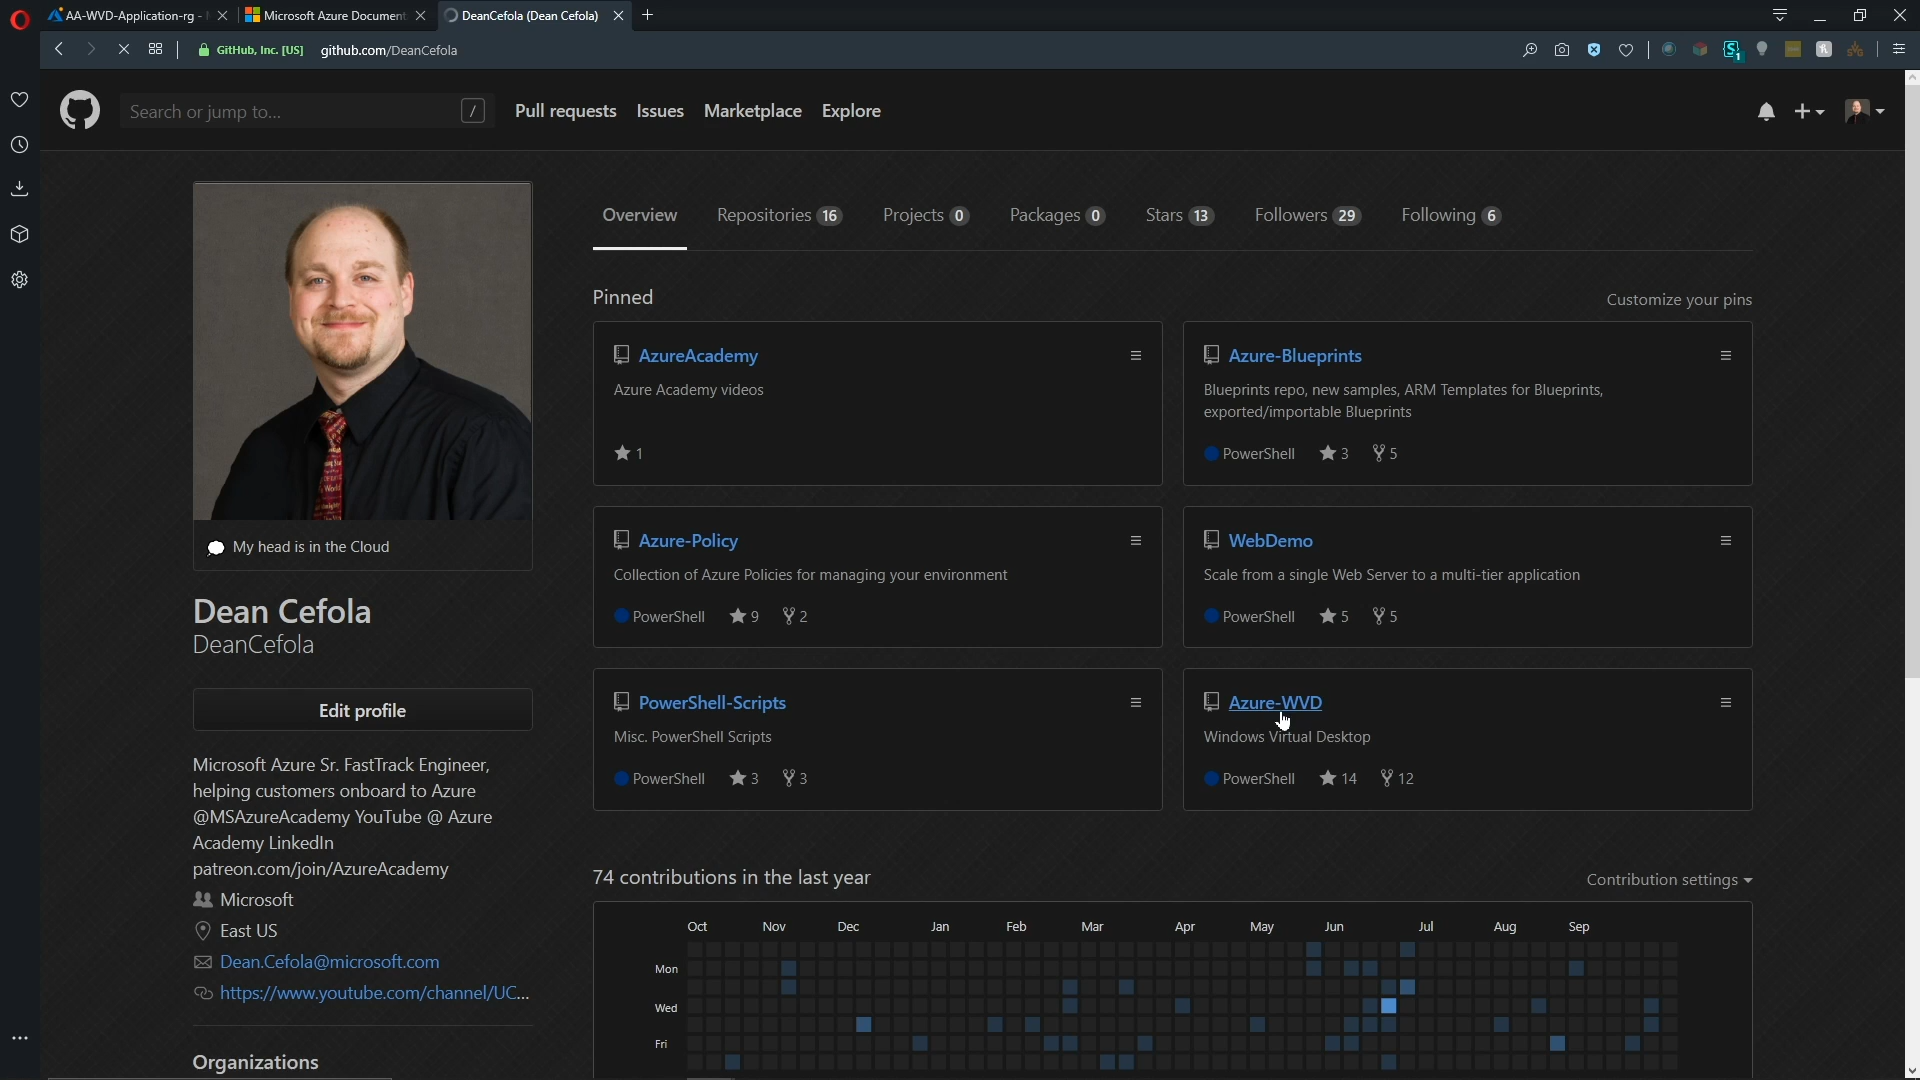 AA-WVD-Application-rg -
Microsoft Azure Document
DeanCefola (Dean Cefola)
GitHub, Inc. [US]
github.com/DeanCefola
Search or jump to...
/
Pull requests
Issues
Marketplace
Explore
Overview
Repositories 16
Projects 0
Packages 0
Stars 13
Followers 29
Following 6
Pinned
Customize your pins
AzureAcademy
Azure Academy videos
1
Azure-Blueprints
Blueprints repo, new samples, ARM Templates for Blueprints,
exported/importable Blueprints
PowerShell 3 5
Azure-Policy
Collection of Azure Policies for managing your environment
PowerShell 9 2
WebDemo
Scale from a single Web Server to a multi-tier application
PowerShell 5 5
PowerShell-Scripts
Misc. PowerShell Scripts
PowerShell 3 3
Azure-WVD
Windows Virtual Desktop
PowerShell 14 12
My head is in the Cloud
Dean Cefola
DeanCefola
Edit profile
Microsoft Azure Sr. FastTrack Engineer,
helping customers onboard to Azure
@MSAzureAcademy YouTube @ Azure
Academy LinkedIn
patreon.com/join/AzureAcademy
Microsoft
East US
Dean.Cefola@microsoft.com
https://www.youtube.com/channel/UC...
Organizations
74 contributions in the last year
Contribution settings
Oct Nov Dec Jan Feb Mar Apr May Jun Jul Aug Sep
Mon
Wed
Fri